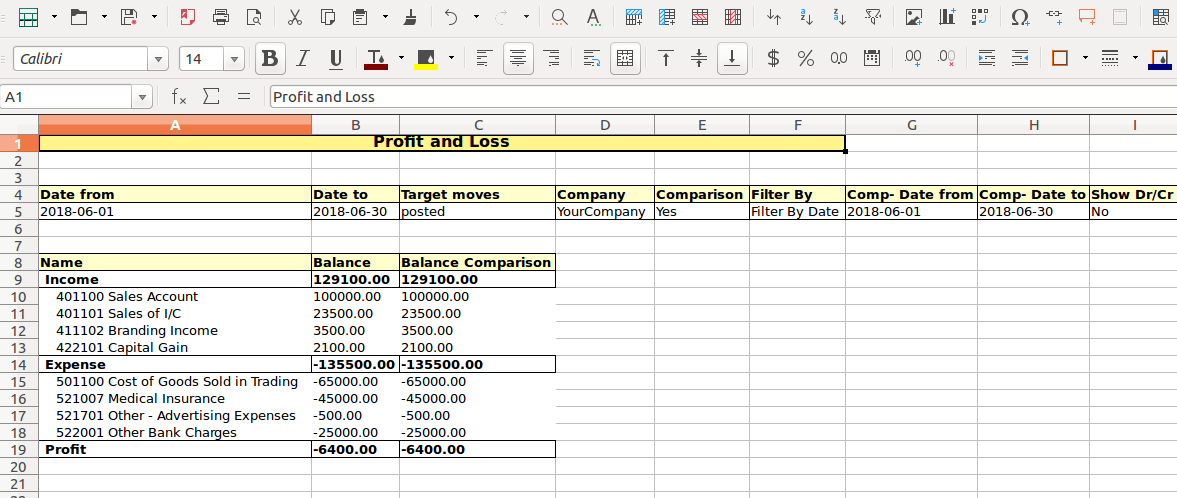 Calibri 14 B I U T $ % 0.0 .00 .00
A1 fx Σ = Profit and Loss
A B C D E F G H I
1 Profit and Loss
2
3
4 Date from Date to Target moves Company Comparison Filter By Comp- Date from Comp- Date to Show Dr/Cr
5 2018-06-01 2018-06-30 posted YourCompany Yes Filter By Date 2018-06-01 2018-06-30 No
6
7
8 Name Balance Balance Comparison
9 Income 129100.00 129100.00
10 401100 Sales Account 100000.00 100000.00
11 401101 Sales of I/C 23500.00 23500.00
12 411102 Branding Income 3500.00 3500.00
13 422101 Capital Gain 2100.00 2100.00
14 Expense -135500.00 -135500.00
15 501100 Cost of Goods Sold in Trading -65000.00 -65000.00
16 521007 Medical Insurance -45000.00 -45000.00
17 521701 Other - Advertising Expenses -500.00 -500.00
18 522001 Other Bank Charges -25000.00 -25000.00
19 Profit -6400.00 -6400.00
20
21